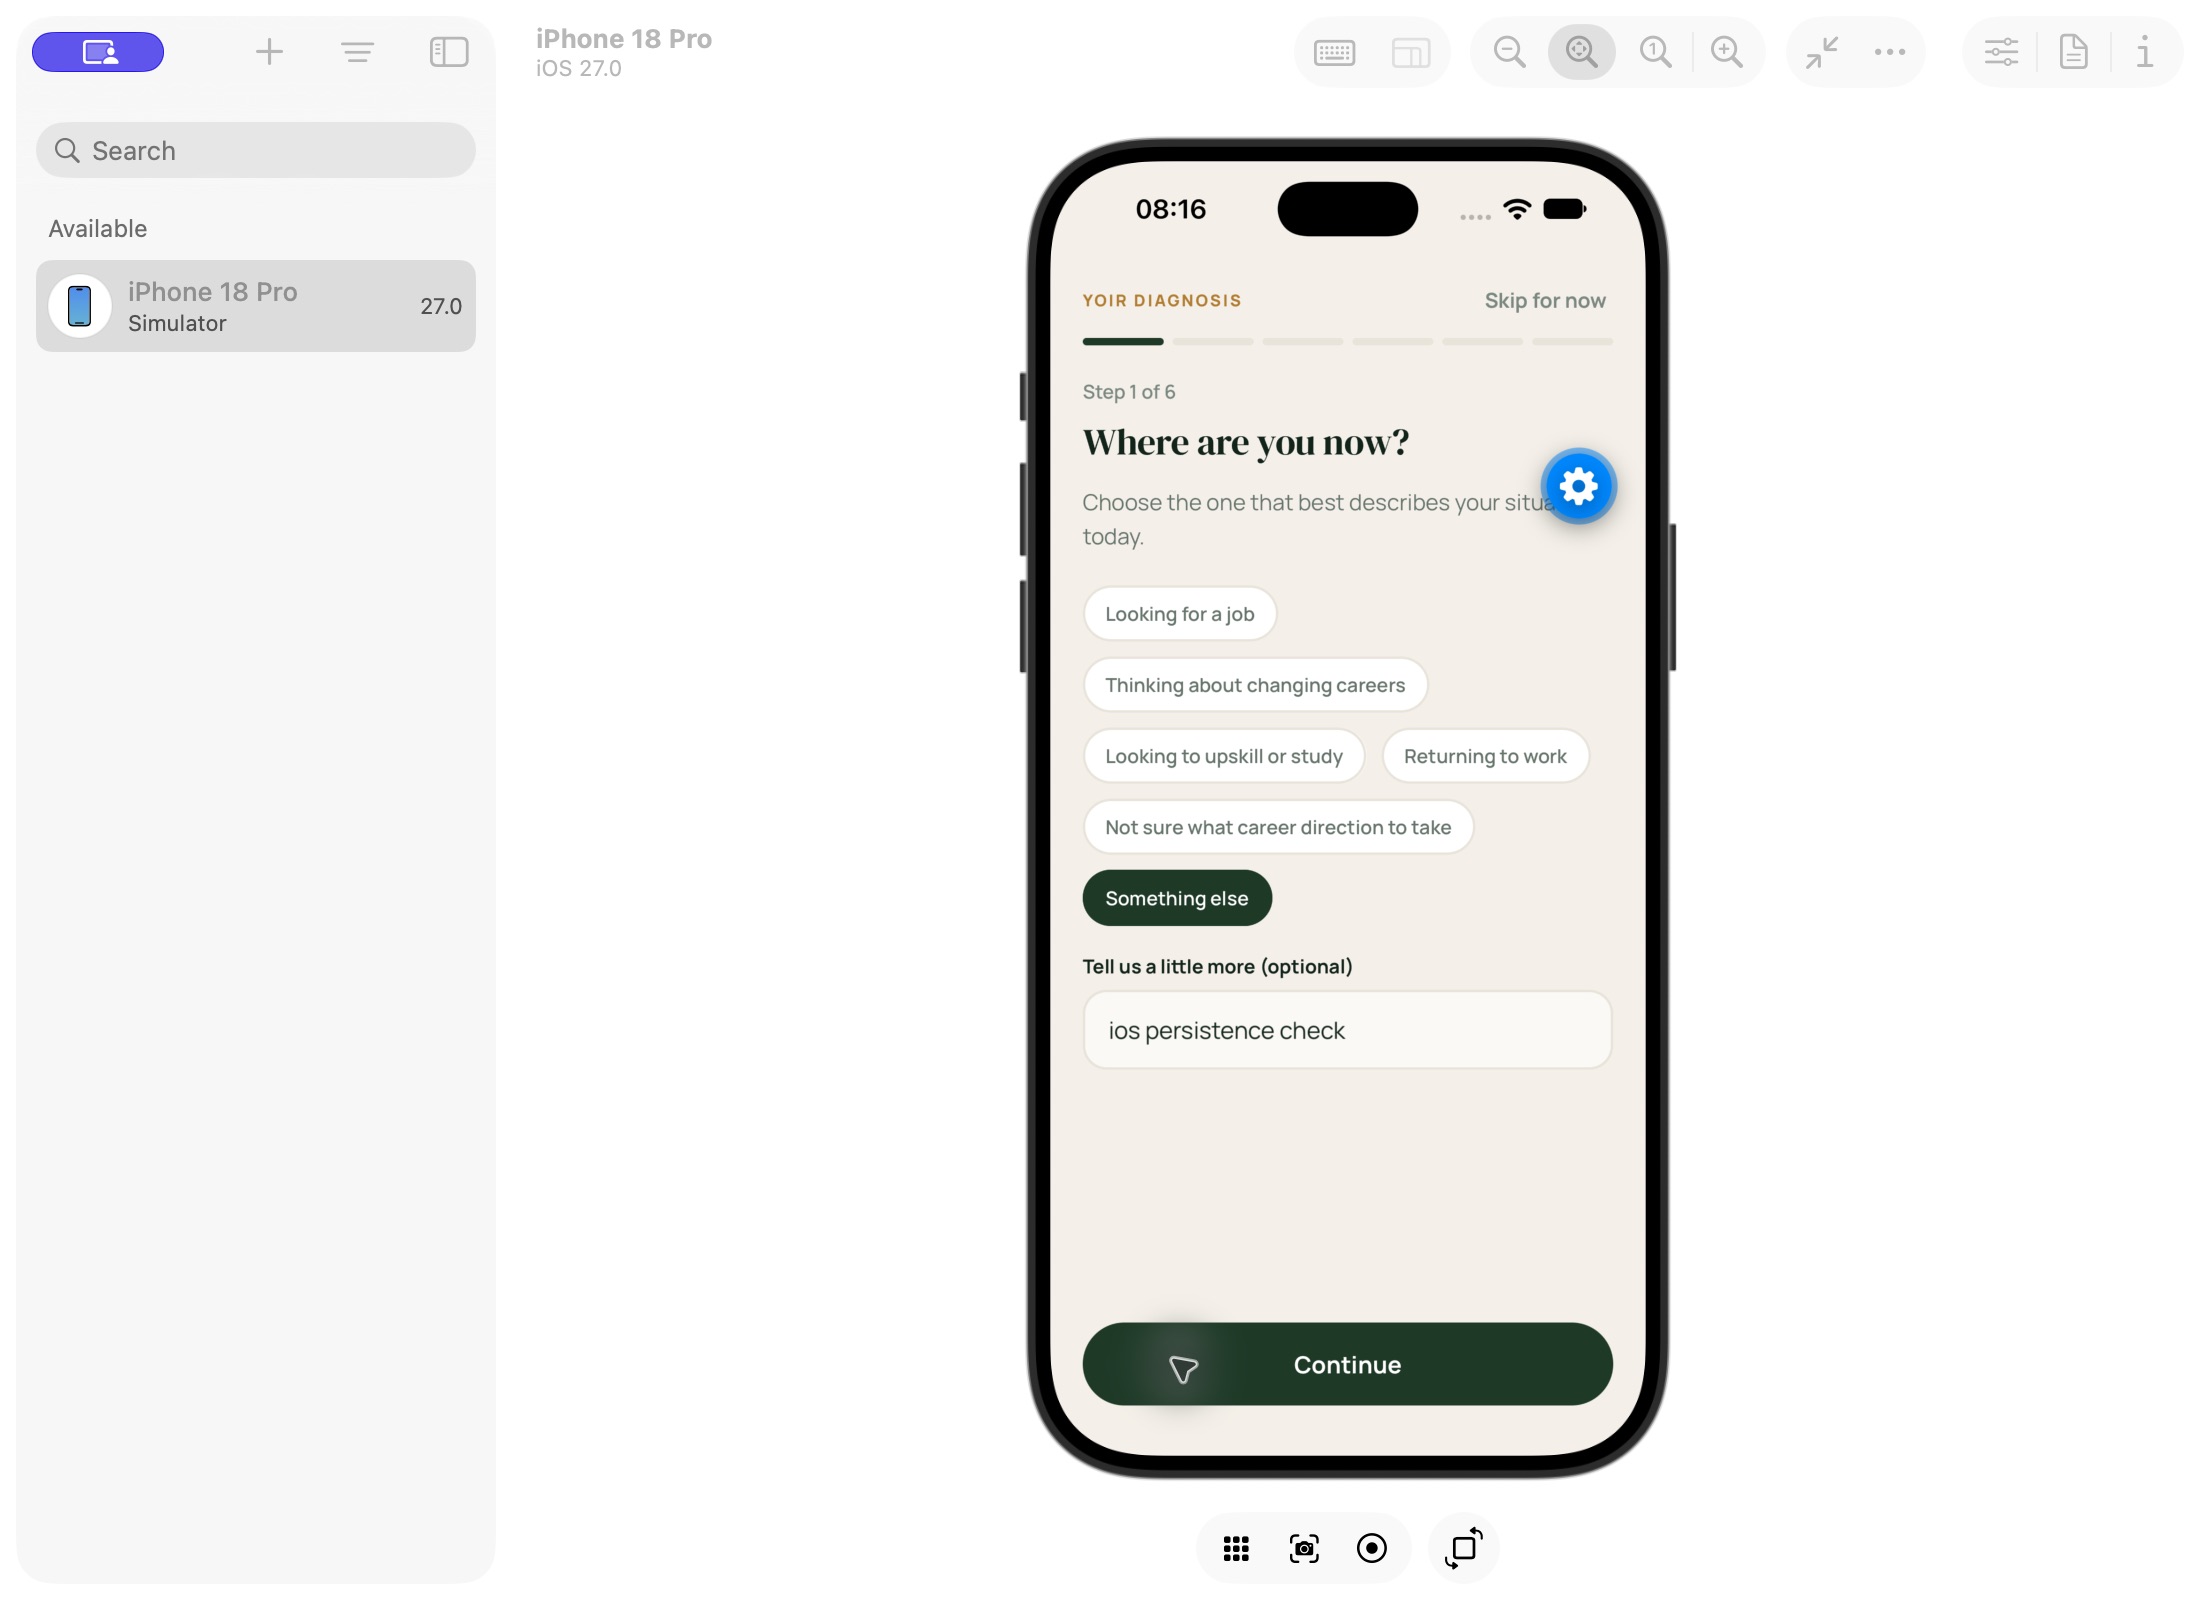 iPhone 18 Pro
iOS 27.0
Search
Available
iPhone 18 Pro
Simulator
27.0
08:16
YOIR DIAGNOSIS
Skip for now
Step 1 of 6
Where are you now?
Choose the one that best describes your
today.
Looking for a job
Thinking about changing careers
Looking to upskill or study
Returning to work
Not sure what career direction to take
Something else
Tell us a little more (optional)
ios persistence check
Continue